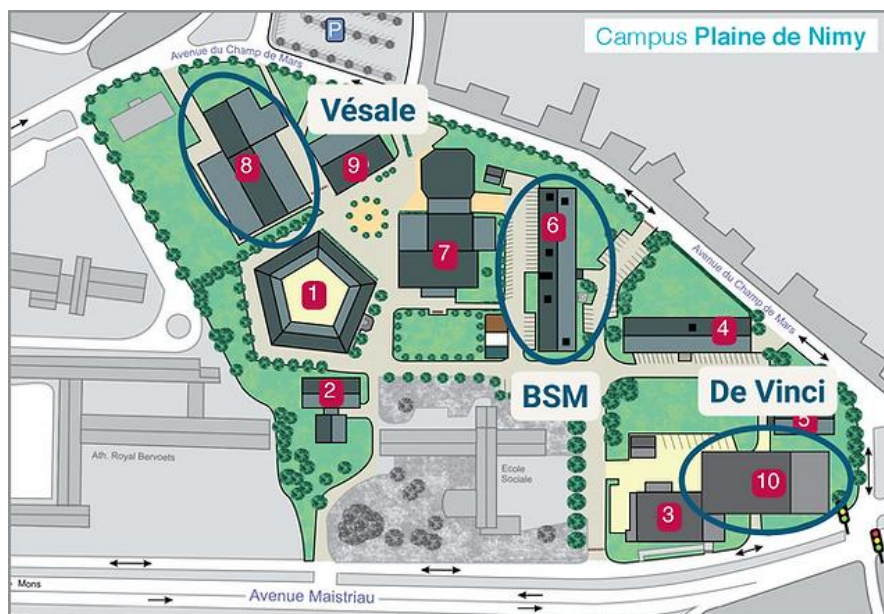 Campus Plaine de Nimy
P
Avenue du Champ de Mars
Vésale
8
9
6
7
1
Avenue du Champ de Mars
4
2
BSM
De Vinci
5
Ath. Royal Bervoets
Ecole
Sociale
10
3
Mons
Avenue Maistriau